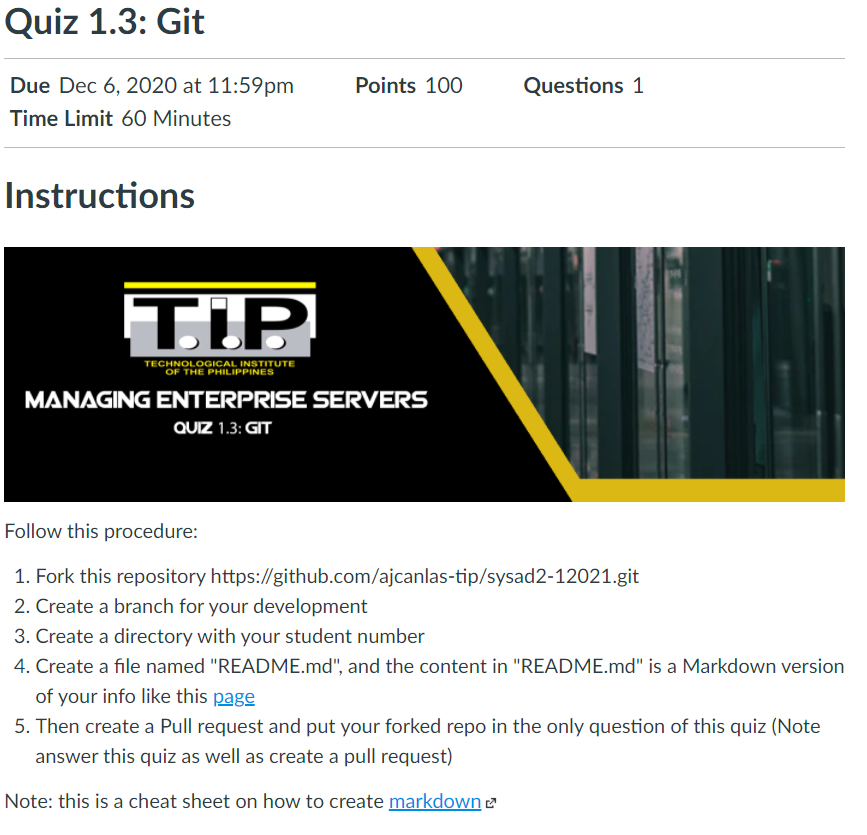 Quiz 1.3: Git
Due Dec 6, 2020 at 11:59pm Points 100 Questions 1
Time Limit 60 Minutes
Instructions
T.I.P.
TECHNOLOGICAL INSTITUTE
OF THE PHILIPPINES
MANAGING ENTERPRISE SERVERS
QUIZ 1.3: GIT
Follow this procedure:
1. Fork this repository https://github.com/ajcanlas-tip/sysad2-12021.git
2. Create a branch for your development
3. Create a directory with your student number
4. Create a file named "README.md", and the content in "README.md" is a Markdown version
of your info like this page
5. Then create a Pull request and put your forked repo in the only question of this quiz (Note
answer this quiz as well as create a pull request)
Note: this is a cheat sheet on how to create markdown